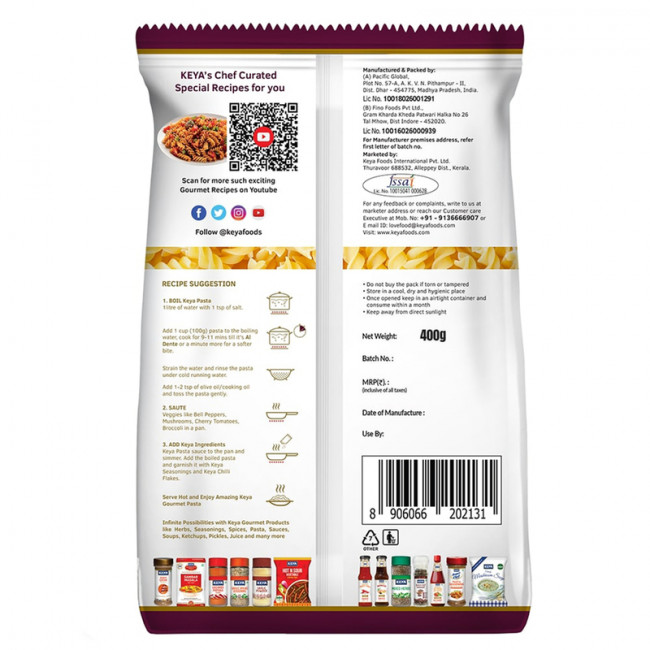 KEYA's Chef Curated
Special Recipes for you
Scan for more such exciting
Gourmet Recipes on Youtube
Follow @keyafoods
RECIPE SUGGESTION
1. BOIL Keya Pasta
1 litre of water with 1 tsp of salt.
Add 1 cup (100g) pasta to the boiling
water, cook for 9-11 mins till it's Al
Dente or a minute more for a softer
bite.
Strain the water and rinse the pasta
under cold running water.
Add 1-2 tsp of olive oil/cooking oil
and toss the pasta gently.
2. SAUTE
Veggies like Bell Peppers,
Mushrooms, Cherry Tomatoes,
Broccoli in a pan.
3. ADD Keya Ingredients
Keya Pasta sauce to the pan and
simmer. Add the boiled pasta
and garnish it with Keya
Seasonings and Keya Chilli
Flakes.
Serve Hot and Enjoy Amazing Keya
Gourmet Pasta
Infinite Possibilities with Keya Gourmet Products
like Herbs, Seasonings, Spices, Pasta, Sauces,
Soups, Ketchups, Pickles, Juice and many more
Manufactured & Packed by:
(A) Pacific Global,
Plot No. 57-A, A. K. V. N. Pithampur - II,
Dist. Dhar - 454775, Madhya Pradesh, India.
Lic No. 10018026001291
(B) Fino Foods Pvt Ltd.,
Gram Kharda Kheda Patwari Halka No 26
Tal Mhow, Dist Indore - 452020.
Lic No. 10016026000939
For Manufacturer premises address, refer
first letter of batch no.
Marketed by:
Keya Foods International Pvt. Ltd.
Thuravoor 688532, Alleppey Dist., Kerala.
fssai
Lic. No. 10015041 000626
For any feedback or complaints, write to us at
marketer address or reach our Customer care
Executive at Mob. No: +91 - 9136666907 or
E mail ID: lovefood@keyafoods.com
Visit: www.keyafoods.com
• Do not buy the pack if torn or tampered
• Store in a cool, dry and hygienic place
• Once opened keep in an airtight container and
consume within a month
• Keep away from direct sunlight
Net Weight: 400g
Batch No. :
MRP(₹). :
(inclusive of all taxes)
Date of Manufacture :
Use By:
8 906066 202131
7
OTHER
KEYA